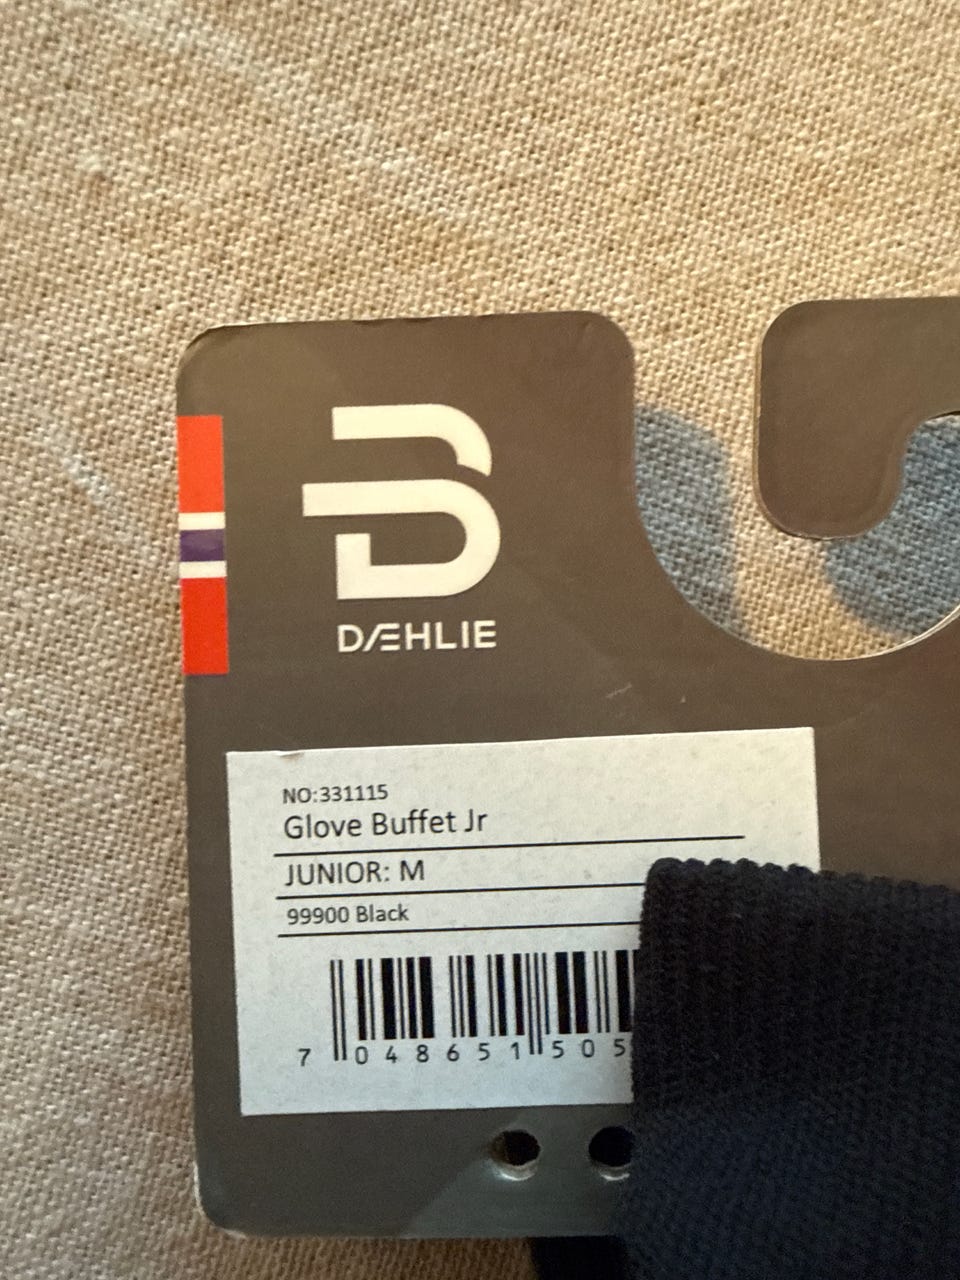 DÆHLIE
NO:331115
Glove Buffet Jr
JUNIOR: M
99900 Black
7 048651 505